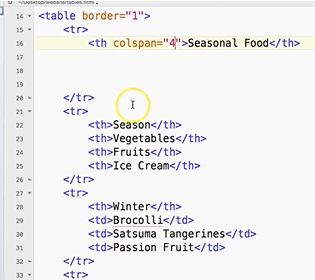 ~/Desktop/website/tables.html
14 <table border="1">
15 <tr>
16 <th colspan="4">Seasonal Food</th>
17
18
19
20 </tr>
21 <tr>
22 <th>Season</th>
23 <th>Vegetables</th>
24 <th>Fruits</th>
25 <th>Ice Cream</th>
26 </tr>
27 <tr>
28 <th>Winter</th>
29 <td>Brocolli</td>
30 <td>Satsuma Tangerines</td>
31 <td>Passion Fruit</td>
32 </tr>
33 <tr>